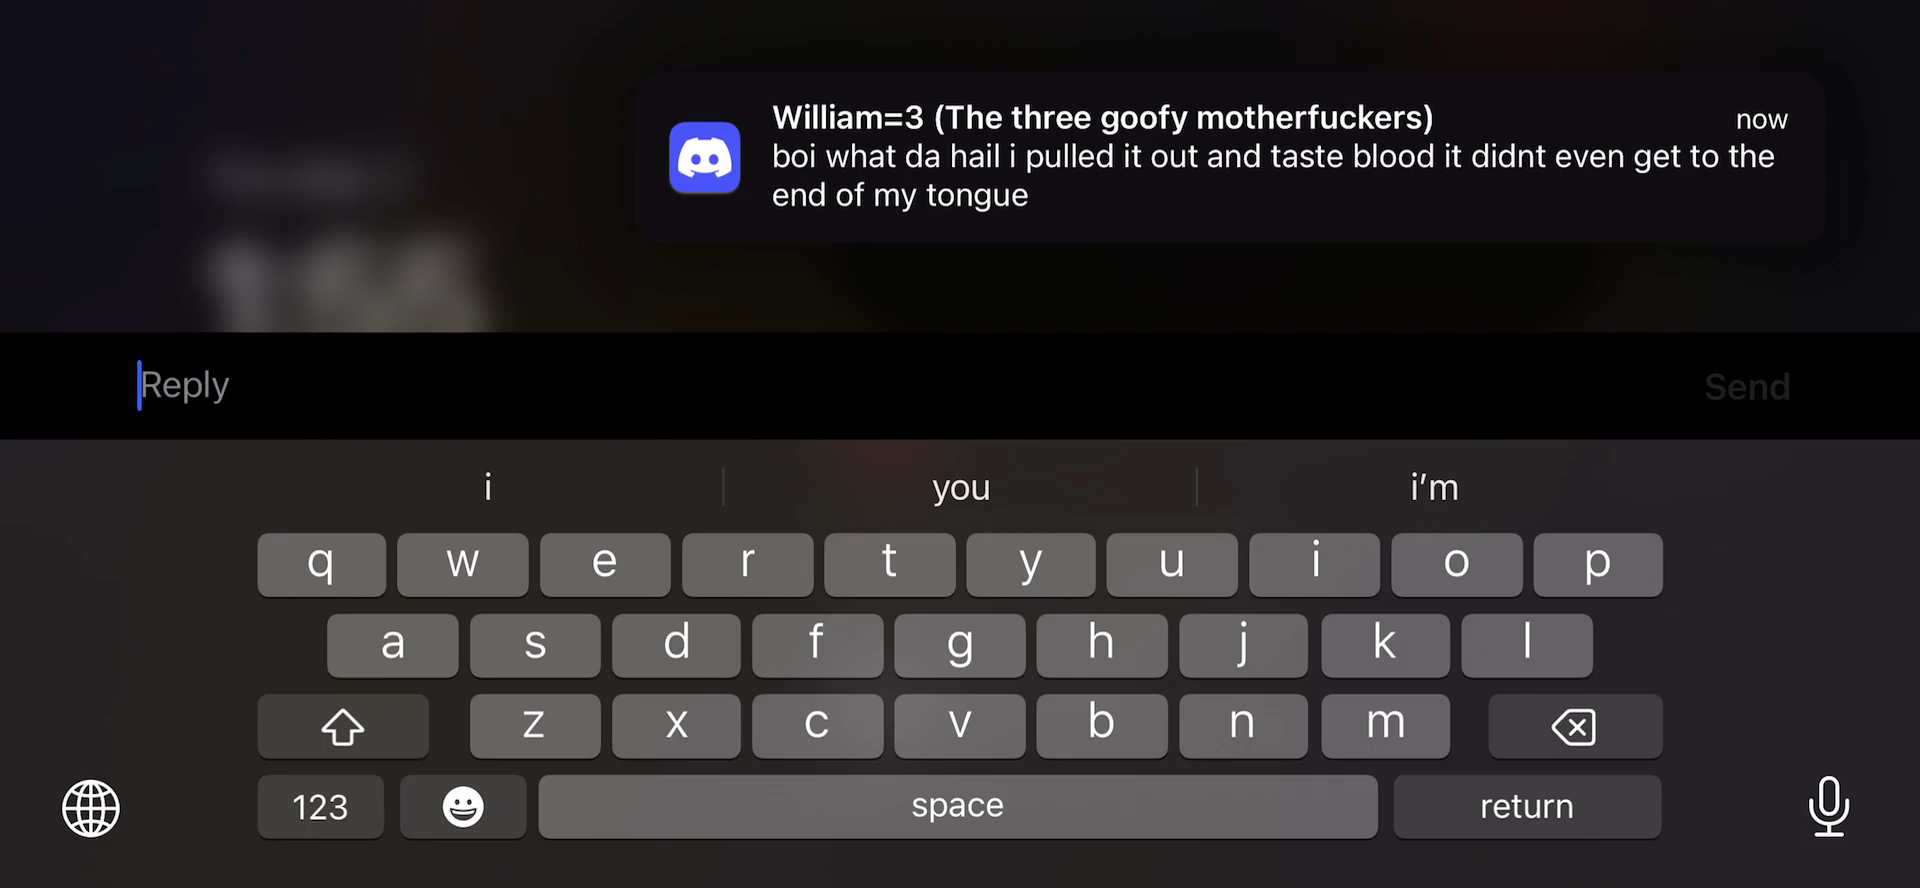 William=3 (The three goofy motherfuckers)
now
boi what da hail i pulled it out and taste blood it didnt even get to the
end of my tongue
Reply
Send
i
you
i'm
q w e r t y u i o p
a s d f g h j k l
z x c v b n m
123
space
return